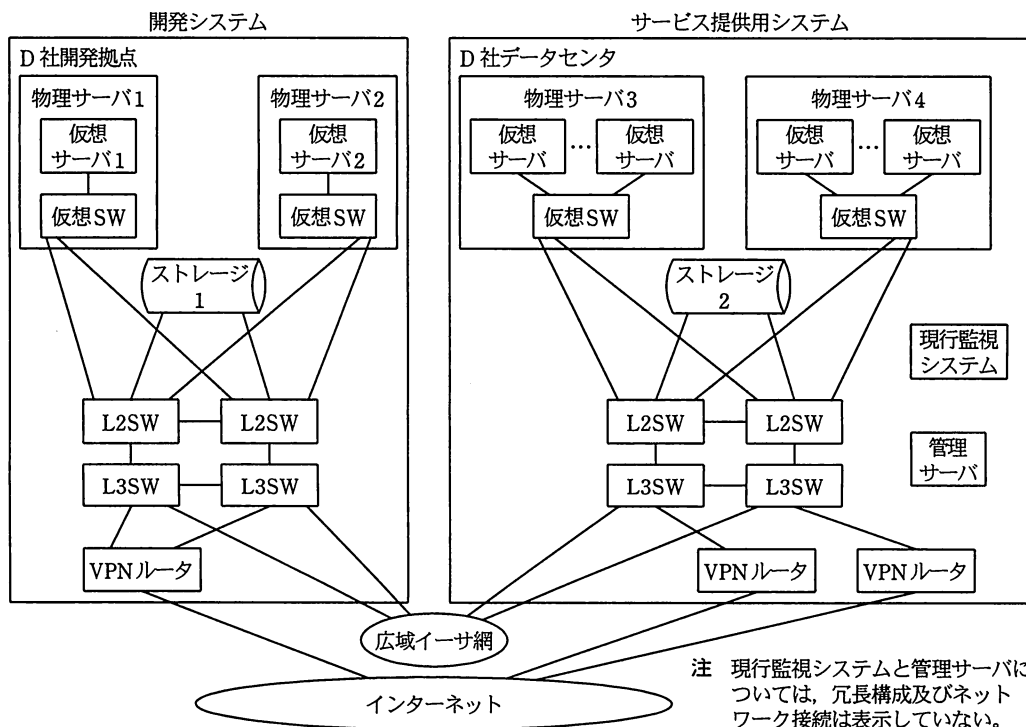 開発システム
サービス提供用システム
D社開発拠点
物理サーバ1
仮想
サーバ1
仮想SW
物理サーバ2
仮想
サーバ2
仮想SW
ストレージ
1
L2SW
L2SW
L3SW
L3SW
VPNルータ
D社データセンタ
物理サーバ3
仮想
サーバ
…
仮想
サーバ
仮想SW
物理サーバ4
仮想
サーバ
…
仮想
サーバ
仮想SW
ストレージ
2
現行監視
システム
L2SW
L2SW
管理
サーバ
L3SW
L3SW
VPNルータ
VPNルータ
広域イーサ網
インターネット
注 現行監視システムと管理サーバに
ついては，冗長構成及びネット
ワーク接続は表示していない。